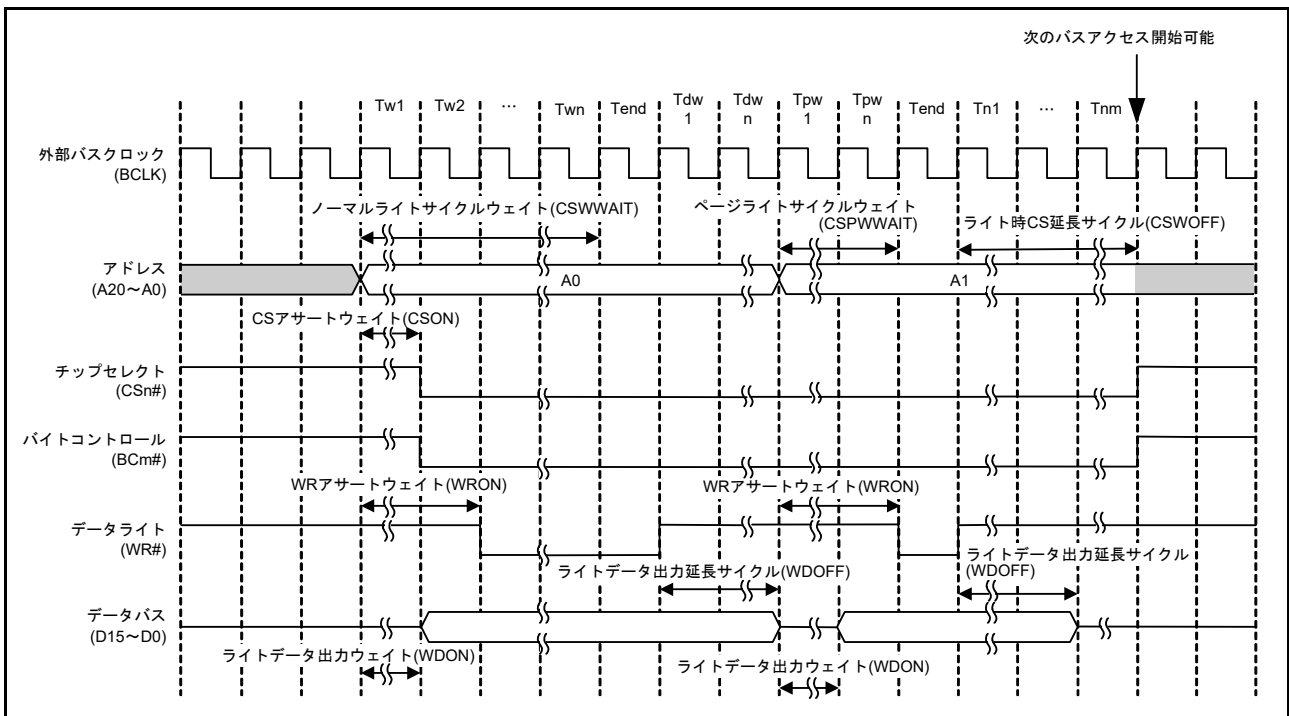 次のバスアクセス開始可能
Tw1
Tw2
…
Twn
Tend
Tdw
1
Tdw
n
Tpw
1
Tpw
n
Tend
Tn1
…
Tnm
外部バスクロック
(BCLK)
ノーマルライトサイクルウェイト(CSWWAIT)
ページライトサイクルウェイト
(CSPWWAIT)
ライト時CS延長サイクル(CSWOFF)
アドレス
(A20～A0)
A0
A1
CSアサートウェイト(CSON)
チップセレクト
(CSn#)
バイトコントロール
(BCm#)
WRアサートウェイト(WRON)
WRアサートウェイト(WRON)
データライト
(WR#)
ライトデータ出力延長サイクル(WDOFF)
ライトデータ出力延長サイクル
(WDOFF)
データバス
(D15～D0)
ライトデータ出力ウェイト(WDON)
ライトデータ出力ウェイト(WDON)